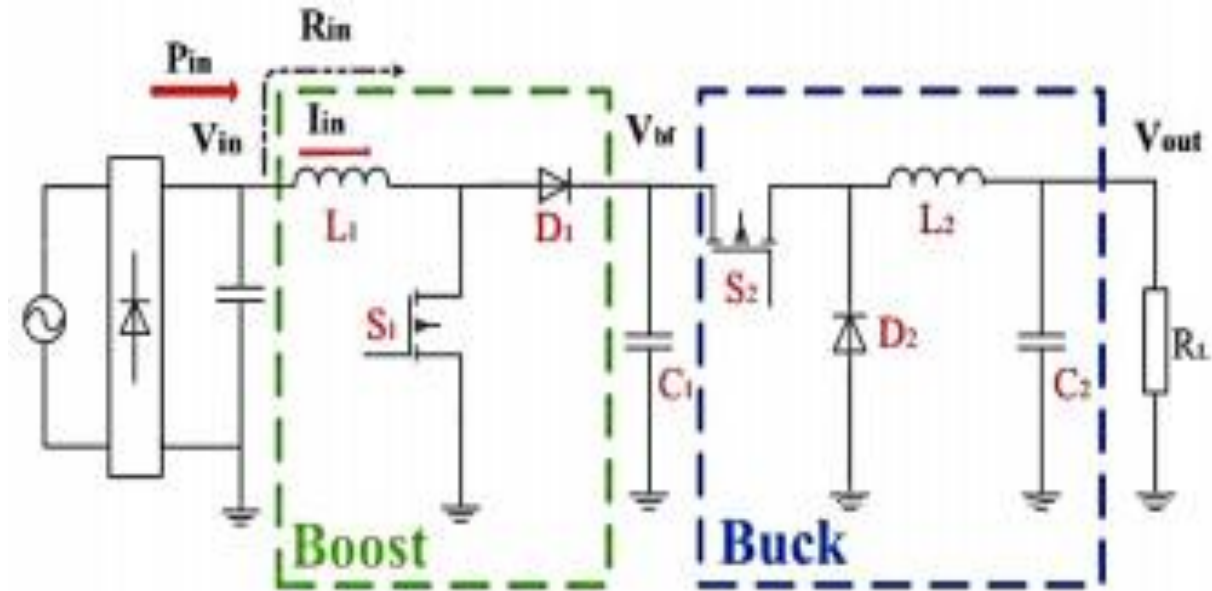 Rin
Pin
Vin
Iin
Vbf
Vout
L1
D1
L2
S2
S1
D2
C1
C2
RL
Boost
Buck